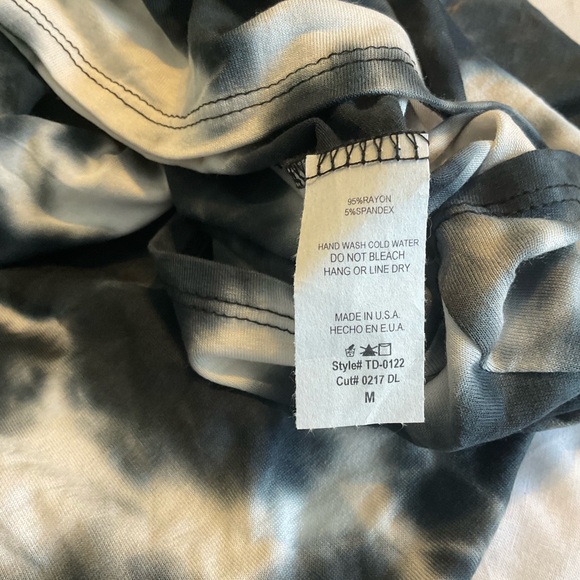 95%RAYON
5%SPANDEX
HAND WASH COLD WATER
DO NOT BLEACH
HANG OR LINE DRY
MADE IN U.S.A.
HECHO EN E.U.A.
Style# TD-0122
Cut# 0217 DL
M